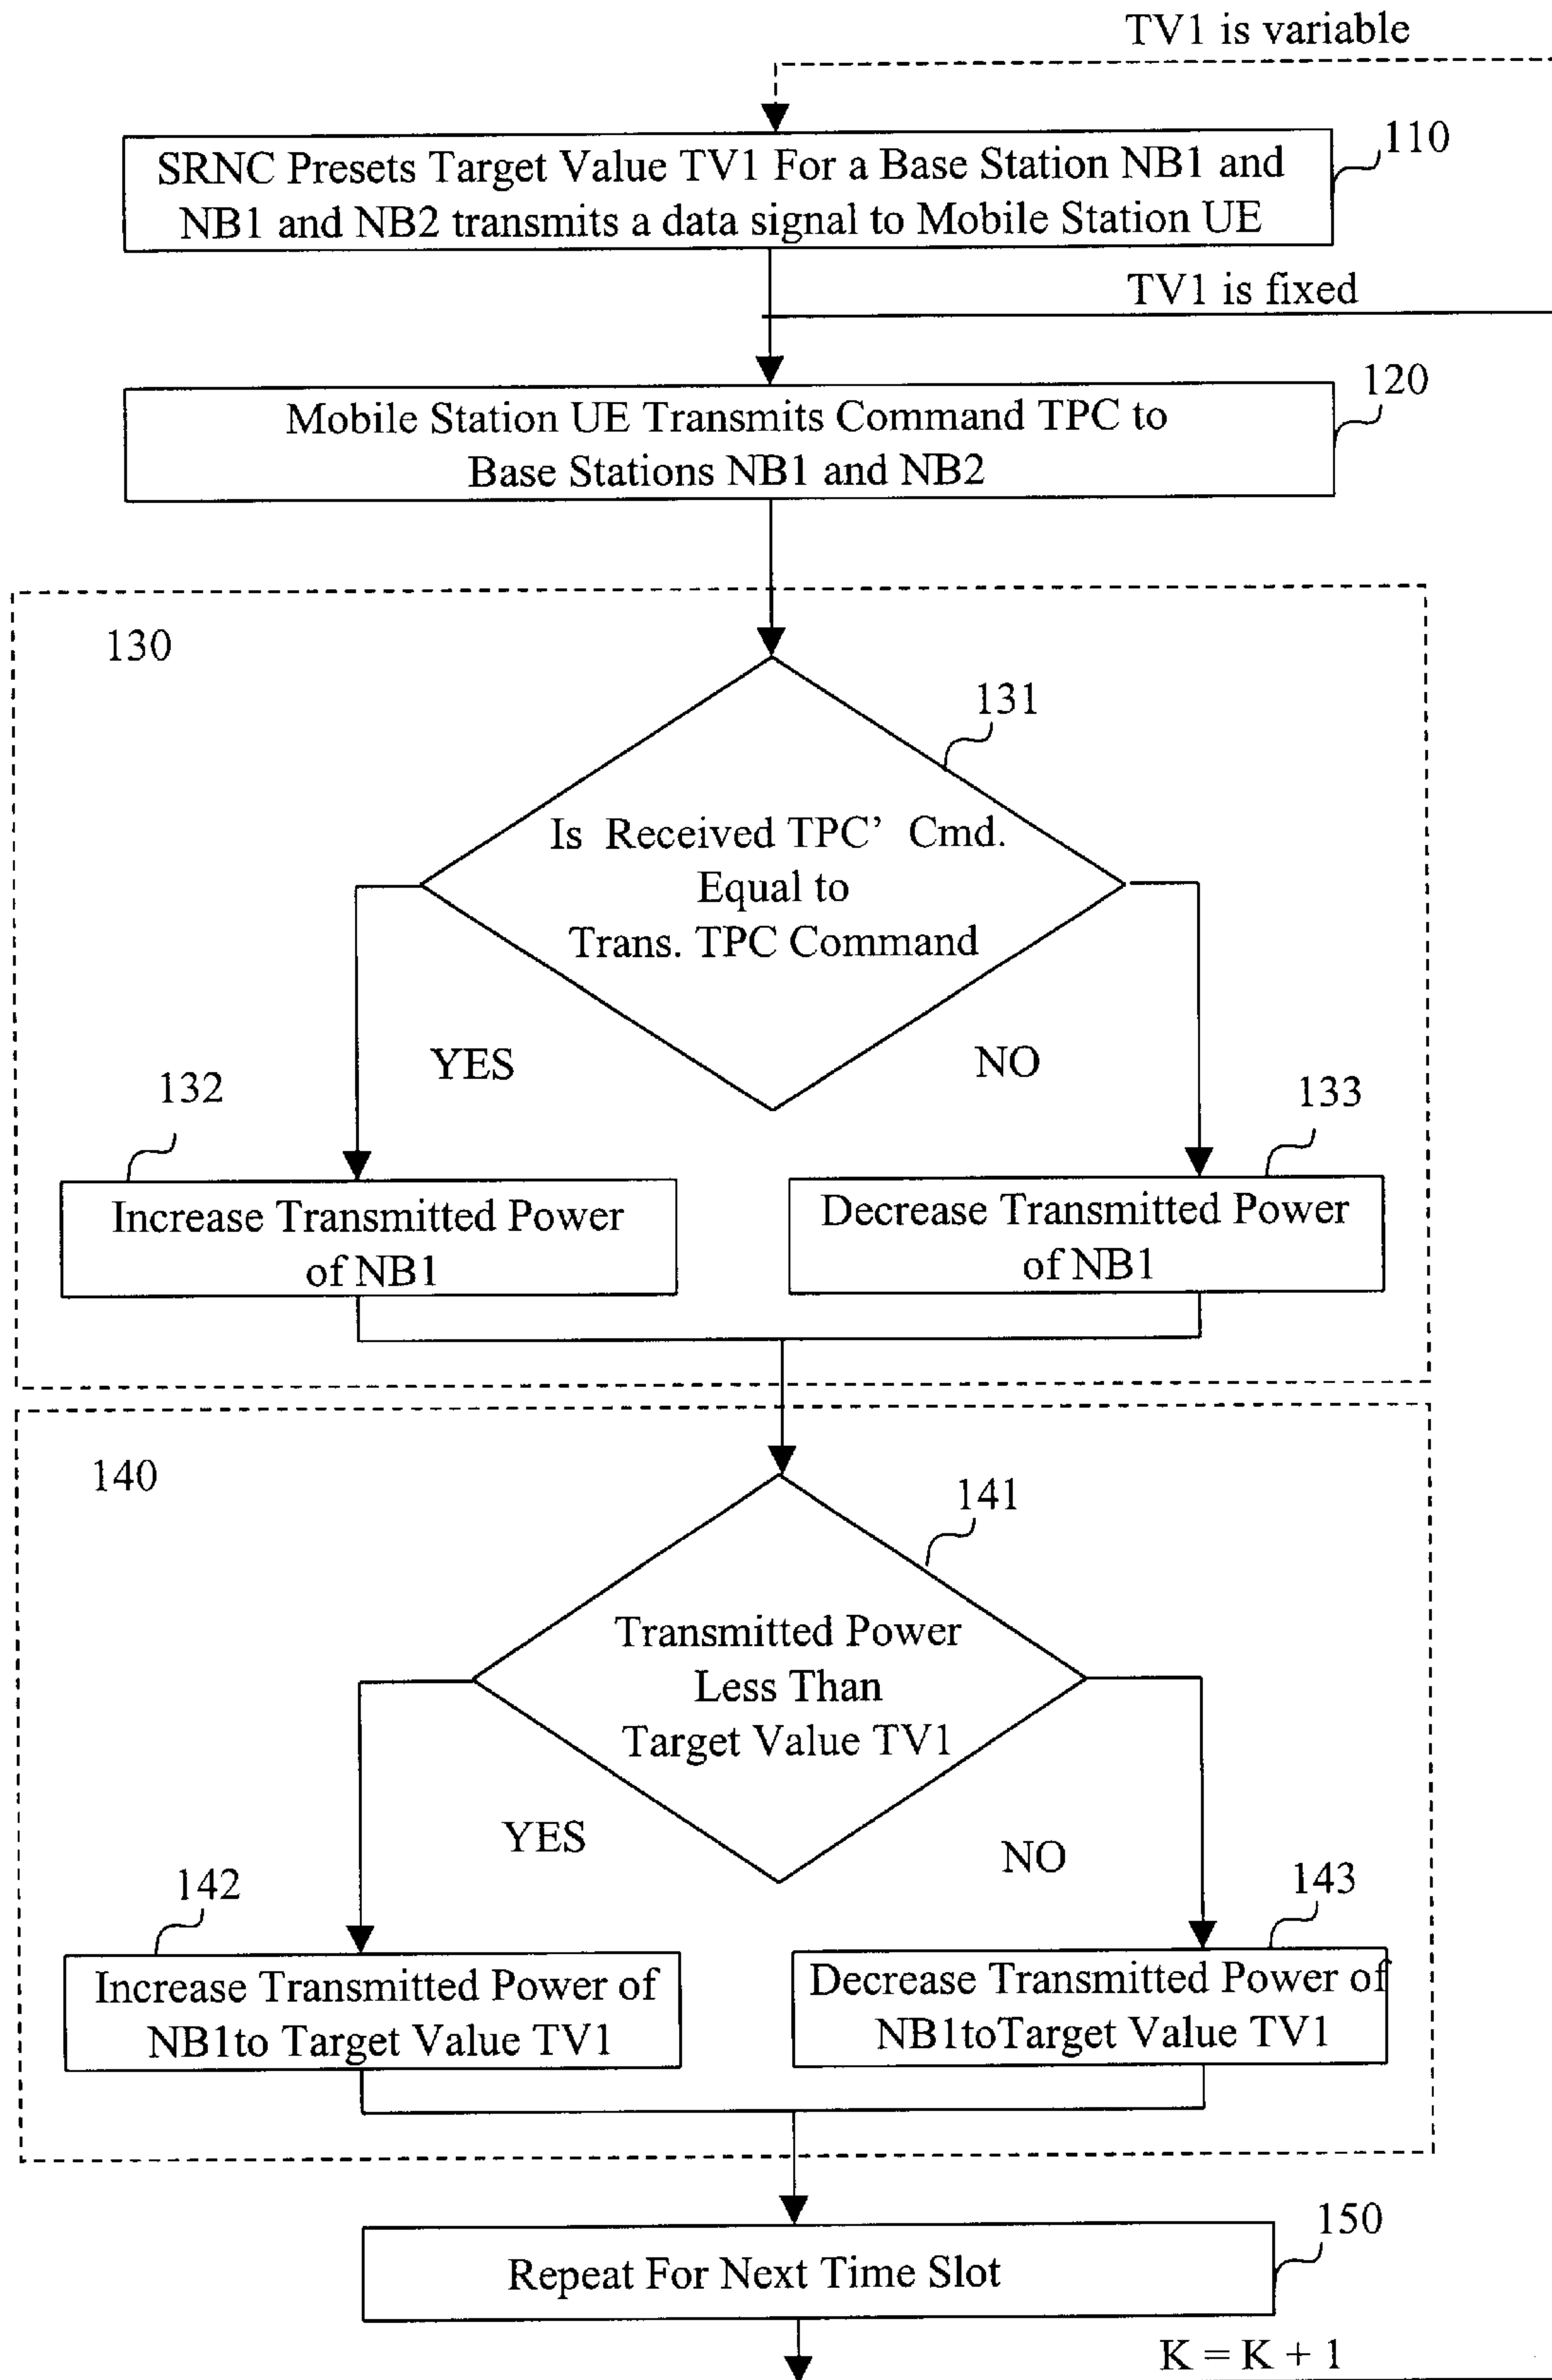 TV1 is variable
110
SRNC Presets Target Value TV1 For a Base Station NB1 and
NB1 and NB2 transmits a data signal to Mobile Station UE
TV1 is fixed
120
Mobile Station UE Transmits Command TPC to
Base Stations NB1 and NB2
130
131
Is Received TPC’ Cmd.
Equal to
Trans. TPC Command
YES
NO
132
133
Increase Transmitted Power
of NB1
Decrease Transmitted Power
of NB1
140
141
Transmitted Power
Less Than
Target Value TV1
YES
NO
142
143
Increase Transmitted Power of
NB1to Target Value TV1
Decrease Transmitted Power of
NB1toTarget Value TV1
150
Repeat For Next Time Slot
K = K + 1